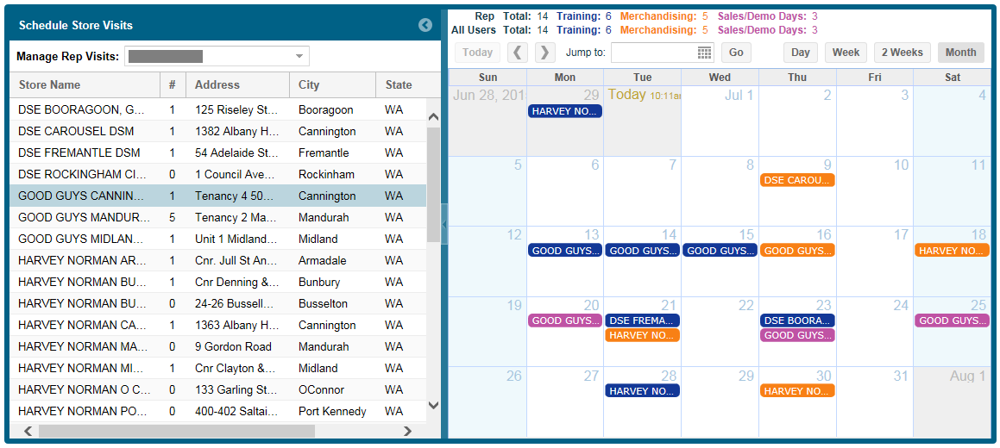 Schedule Store Visits
Manage Rep Visits:
Store Name # Address City State
DSE BOORAGOON, G... 1 125 Riseley St... Booragoon WA
DSE CAROUSEL DSM 1 1382 Albany H... Cannington WA
DSE FREMANTLE DSM 1 54 Adelaide St... Fremantle WA
DSE ROCKINGHAM CI... 0 1 Council Ave... Rockinham WA
GOOD GUYS CANNIN... 1 Tenancy 4 50... Cannington WA
GOOD GUYS MANDUR... 5 Tenancy 2 Ma... Mandurah WA
GOOD GUYS MIDLAN... 1 Unit 1 Midland... Midland WA
HARVEY NORMAN AR... 1 Cnr. Jull St An... Armadale WA
HARVEY NORMAN BU... 1 Cnr Denning &... Bunbury WA
HARVEY NORMAN BU... 0 24-26 Bussell... Busselton WA
HARVEY NORMAN CA... 1 1363 Albany H... Cannington WA
HARVEY NORMAN MA... 0 9 Gordon Road Mandurah WA
HARVEY NORMAN MI... 1 Cnr Clayton &... Midland WA
HARVEY NORMAN O C... 0 133 Garling St... OConnor WA
HARVEY NORMAN PO... 0 400-402 Saltai... Port Kennedy WA
Rep Total: 14 Training: 6 Merchandising: 5 Sales/Demo Days: 3
All Users Total: 14 Training: 6 Merchandising: 5 Sales/Demo Days: 3
Today Jump to: Go Day Week 2 Weeks Month
Sun Mon Tue Wed Thu Fri Sat
Jun 28, 201 29 Today 10:11am Jul 1 2 3 4
HARVEY NO...
5 6 7 8 9 10 11
DSE CAROU...
12 13 14 15 16 17 18
GOOD GUYS... GOOD GUYS... GOOD GUYS... GOOD GUYS... HARVEY NO...
19 20 21 22 23 24 25
GOOD GUYS... DSE FREMA... DSE BOORA... GOOD GUYS...
HARVEY NO... GOOD GUYS...
26 27 28 29 30 31 Aug 1
HARVEY NO... HARVEY NO...